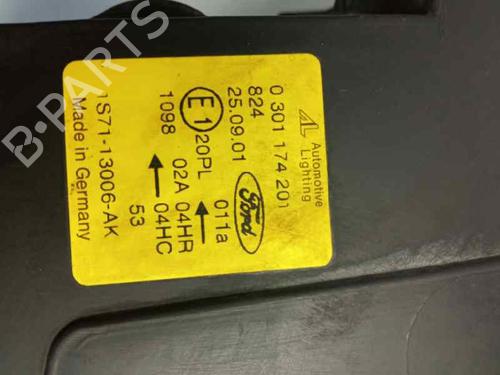 AL Automotive Lighting
0 301 174 201
824
25.09.01
Ford
E1
20PL
011a
1098
02A
04HR
04HC
1S71-13006-AK
53
Made in Germany
B-PARTS